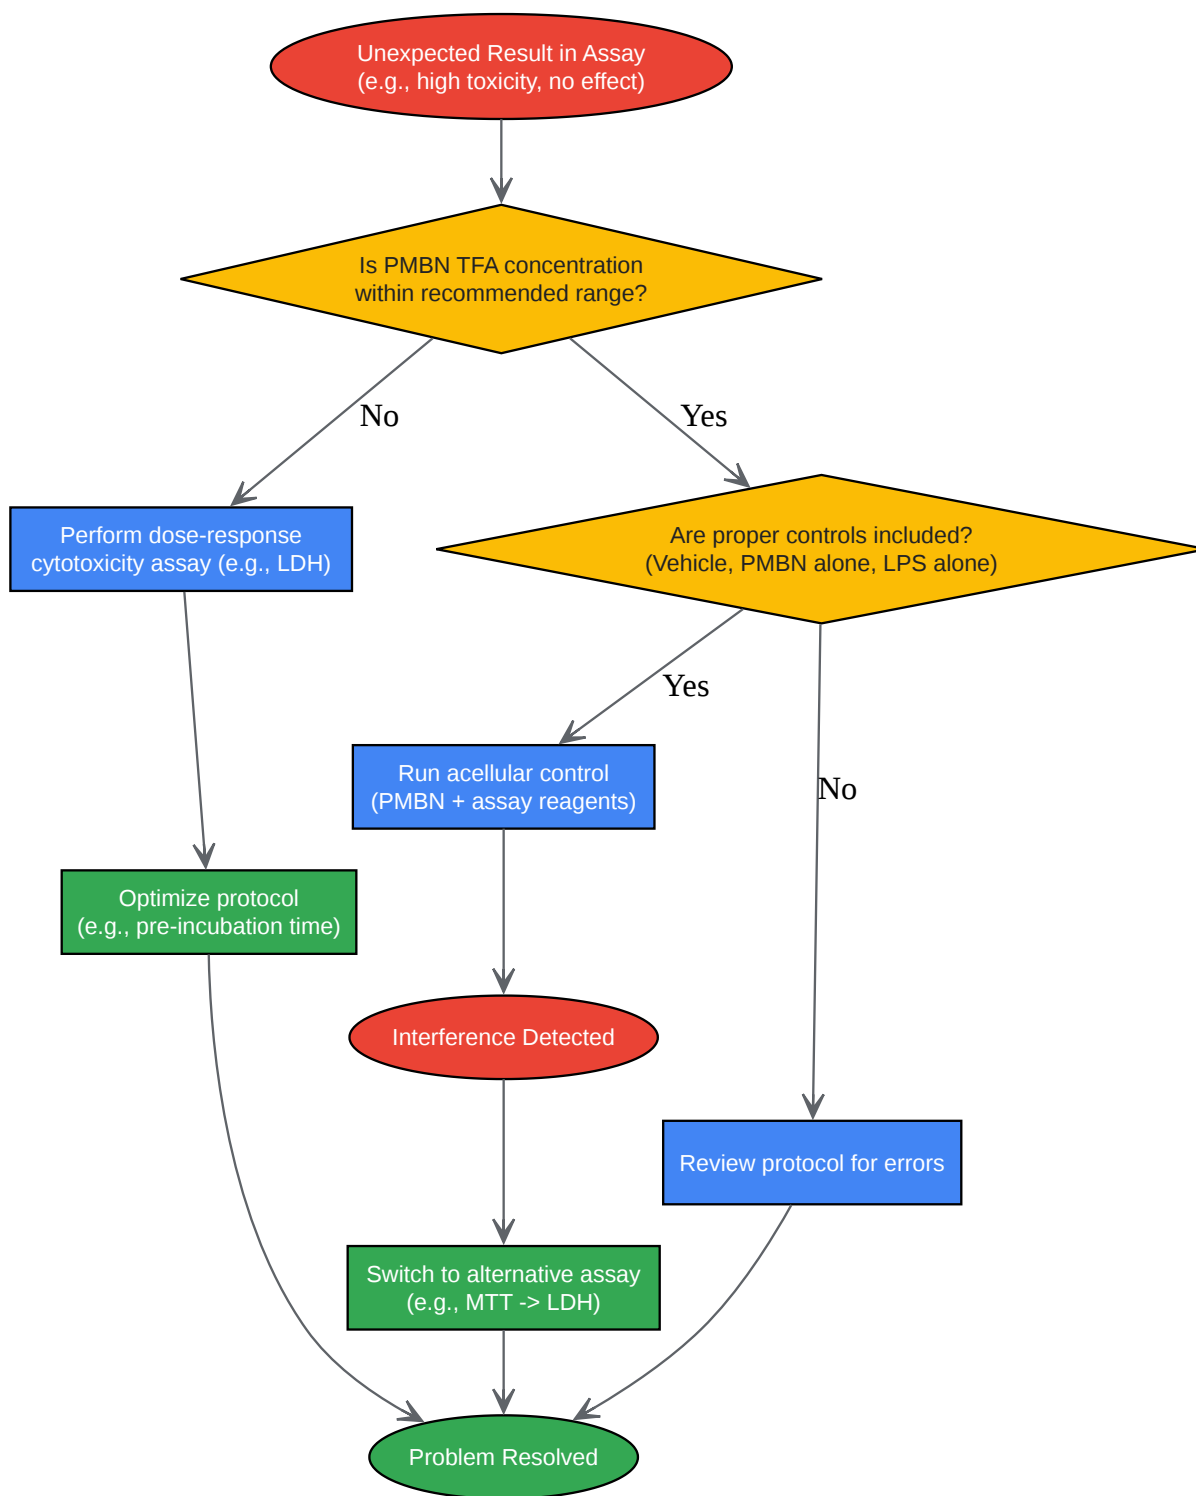 Unexpected Result in Assay
(e.g., high toxicity, no effect)
Is PMBN TFA concentration
within recommended range?
No
Yes
Perform dose-response
cytotoxicity assay (e.g., LDH)
Are proper controls included?
(Vehicle, PMBN alone, LPS alone)
Yes
No
Run acellular control
(PMBN + assay reagents)
Optimize protocol
(e.g., pre-incubation time)
Interference Detected
Review protocol for errors
Switch to alternative assay
(e.g., MTT -> LDH)
Problem Resolved